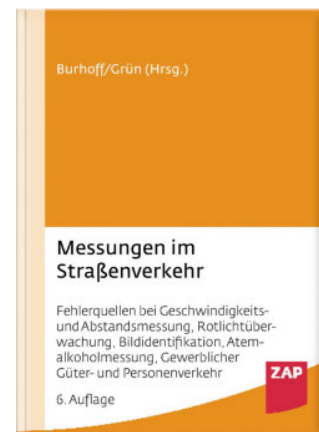 Burhoff/Grün (Hrsg.)
Messungen im
Straßenverkehr
Fehlerquellen bei Geschwindigkeits-
und Abstandsmessung, Rotlichtüber-
wachung, Bildidentifikation, Atem-
alkoholmessung, Gewerblicher
Güter- und Personenverkehr
ZAP
6. Auflage